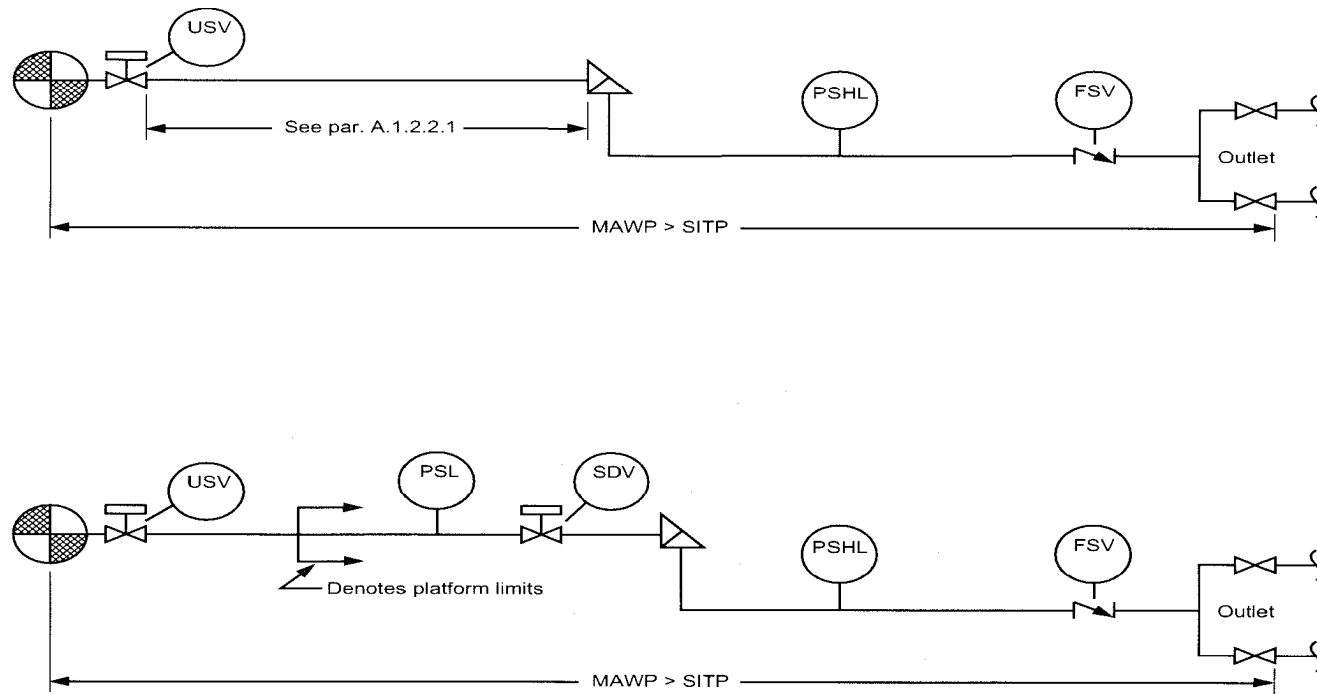 USV
PSHL
FSV
See par. A.1.2.2.1
Outlet
MAWP > SITP
USV
PSL
SDV
PSHL
FSV
Denotes platform limits
Outlet
MAWP > SITP